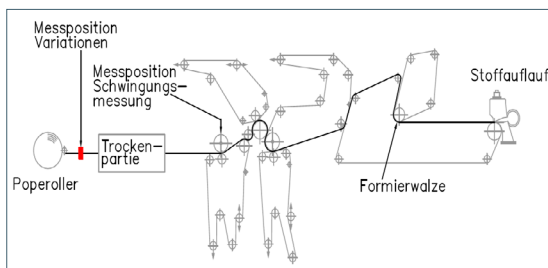 Messposition
Variationen
Messposition
Schwingungs-
messung
Stoffauflauf
Trocken-
partie
Poperoller
Formierwalze